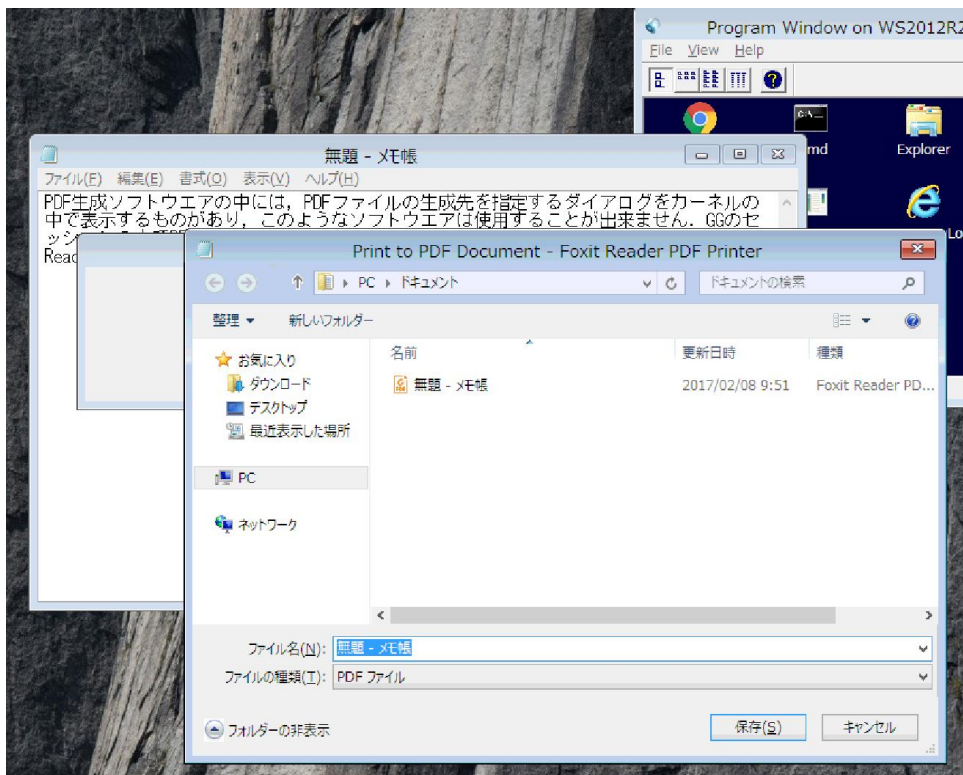 Program Window on WS2012R2
File View Help
md
Explorer
無題 - メモ帳
ファイル(F) 編集(E) 書式(O) 表示(V) ヘルプ(H)
PDF生成ソフトウエアの中には，PDFファイルの生成先を指定するダイアログをカーネルの
中で表示するものがあり，このようなソフトウエアは使用することが出来ません．GGのセ
ッシ
Read
Lo
Print to PDF Document - Foxit Reader PDF Printer
PC ドキュメント
ドキュメントの検索
整理 新しいフォルダー
名前 更新日時 種類
お気に入り
無題 - メモ帳 2017/02/08 9:51 Foxit Reader PD...
ダウンロード
デスクトップ
最近表示した場所
PC
ネットワーク
ファイル名(N): 無題 - メモ帳
ファイルの種類(T): PDF ファイル
フォルダーの非表示
保存(S) キャンセル